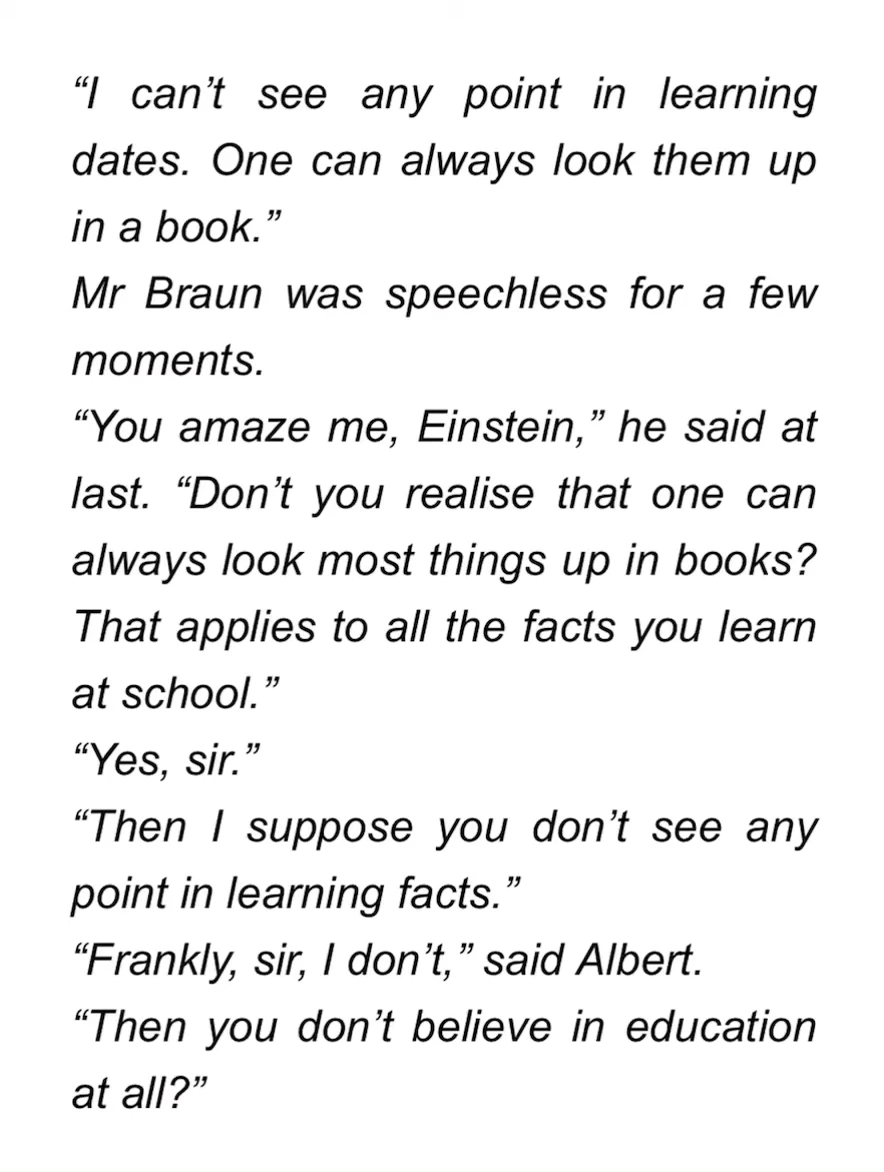 “I can’t see any point in learning
dates. One can always look them up
in a book.”
Mr Braun was speechless for a few
moments.
“You amaze me, Einstein,” he said at
last. “Don’t you realise that one can
always look most things up in books?
That applies to all the facts you learn
at school.”
“Yes, sir.”
“Then I suppose you don’t see any
point in learning facts.”
“Frankly, sir, I don’t,” said Albert.
“Then you don’t believe in education
at all?”